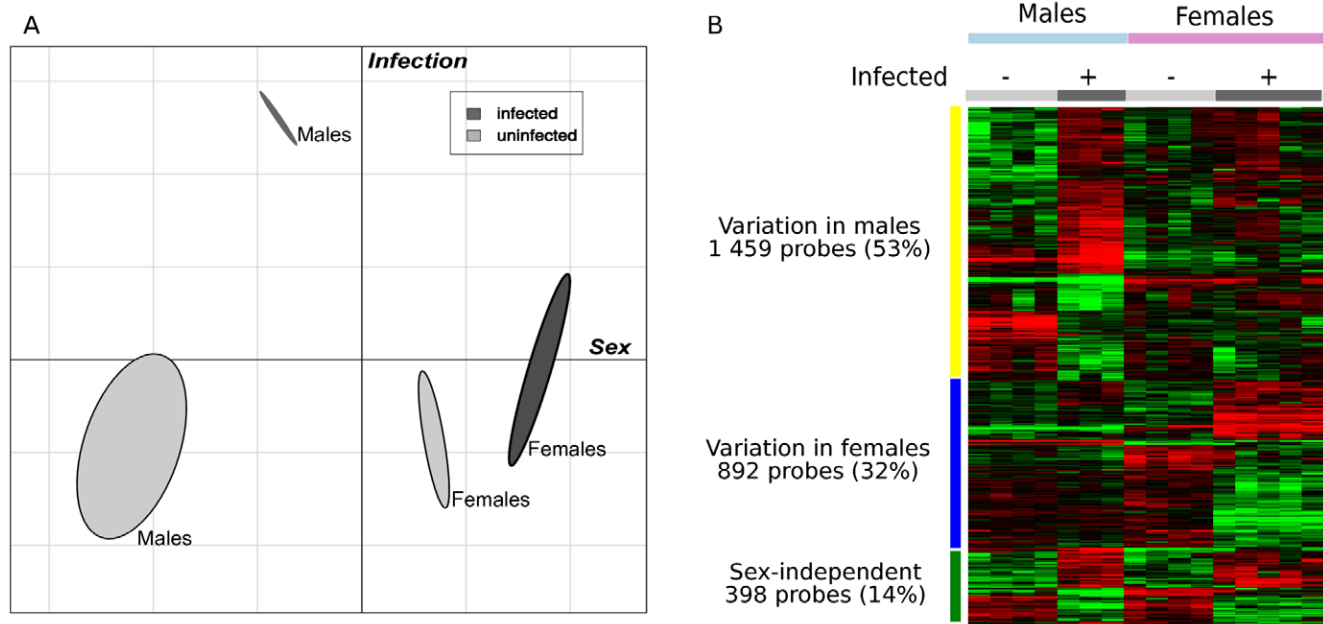 A
Infection
infected
uninfected
Males
Sex
Females
Females
Males
B
Males Females
Infected - + - +
Variation in males
1 459 probes (53%)
Variation in females
892 probes (32%)
Sex-independent
398 probes (14%)